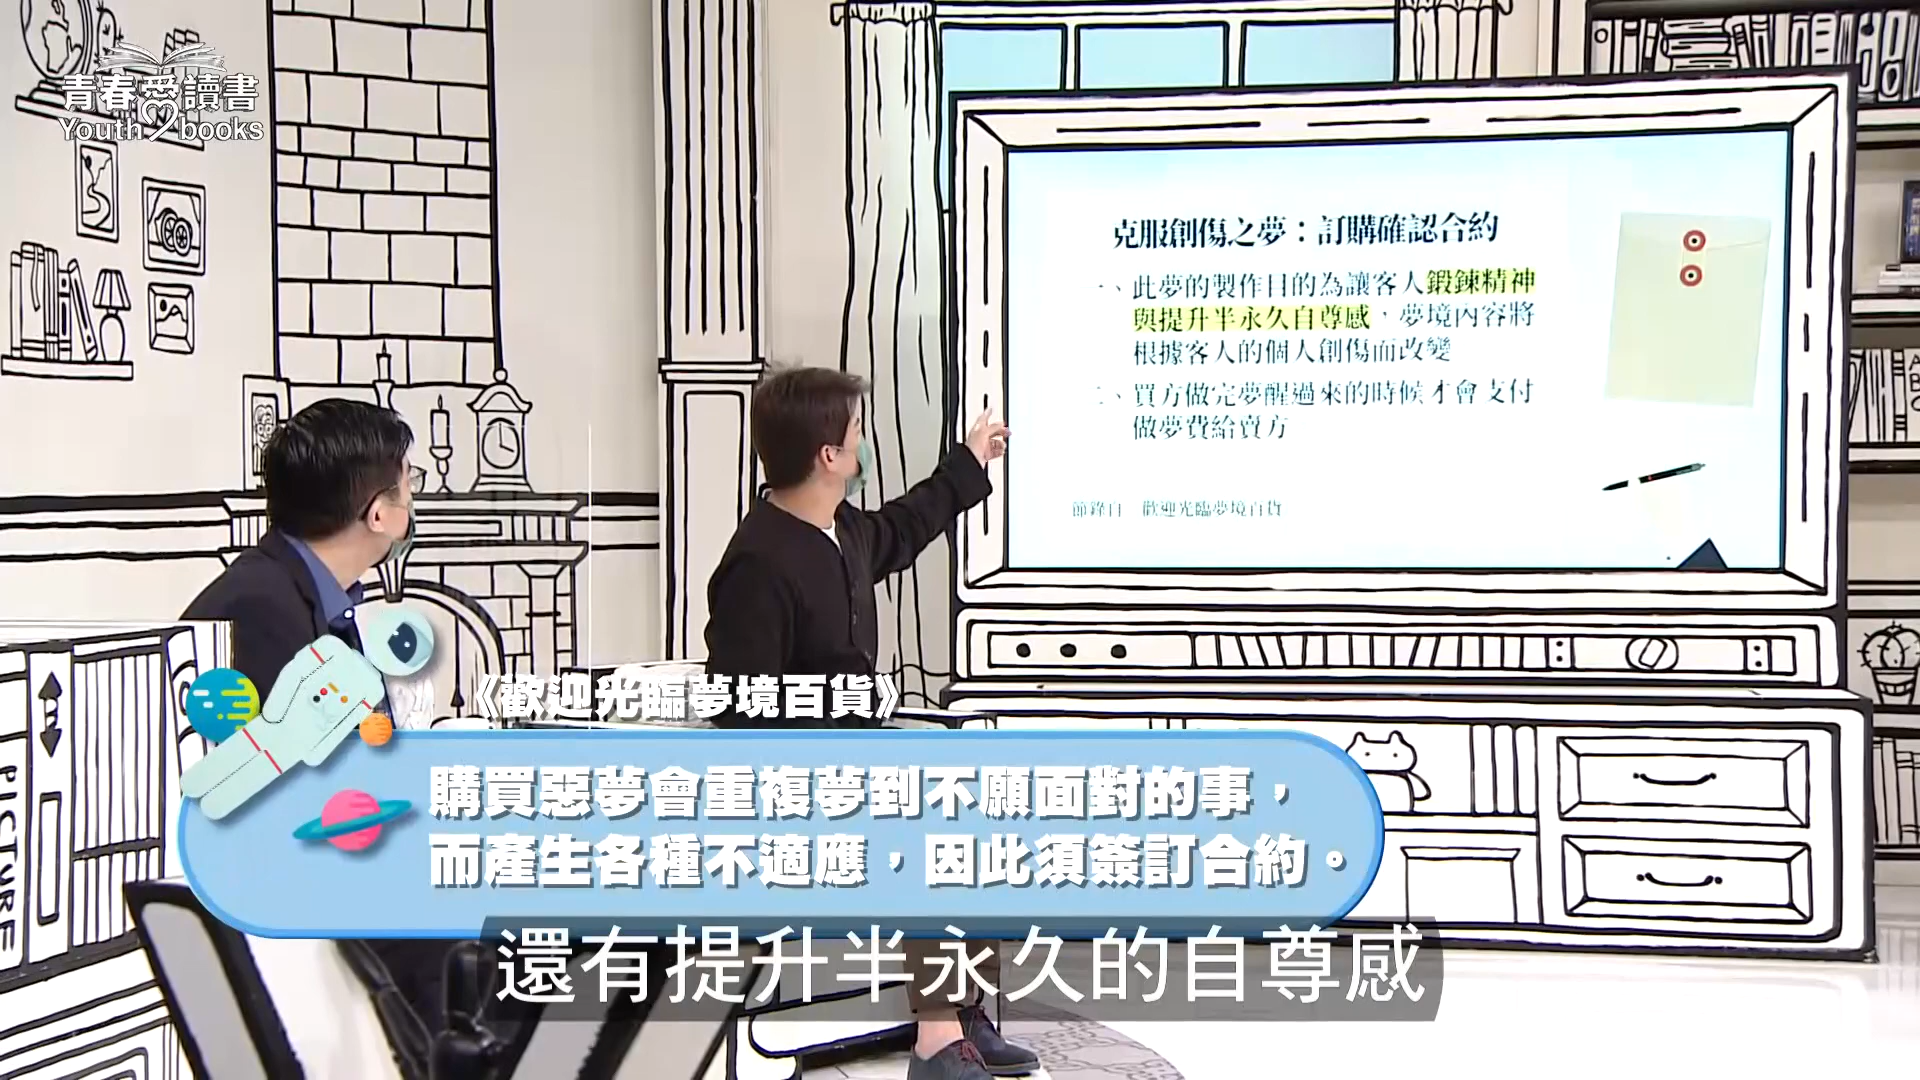 青春愛讀書
Youth books
克服創傷之夢：訂購確認合約
一、此夢的製作目的為讓客人鍛鍊精神
與提升半永久自尊感，夢境內容將
根據客人的個人創傷而改變
二、買方做完夢醒過來的時候才會支付
做夢費給賣方
節錄自　歡迎光臨夢境百貨
PICTURE
《歡迎光臨夢境百貨》
購買惡夢會重複夢到不願面對的事，
而產生各種不適應，因此須簽訂合約。
還有提升半永久的自尊感